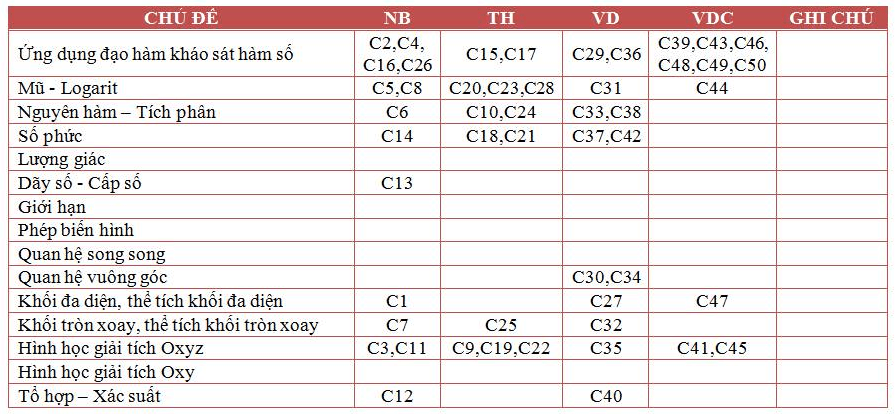 CHỦ ĐỀ NB TH VD VDC GHI CHÚ
Ứng dụng đạo hàm khảo sát hàm số C2,C4, C16,C26 C15,C17 C29,C36 C39,C43,C46, C48,C49,C50
Mũ - Logarit C5,C8 C20,C23,C28 C31 C44
Nguyên hàm – Tích phân C6 C10,C24 C33,C38
Số phức C14 C18,C21 C37,C42
Lượng giác
Dãy số - Cấp số C13
Giới hạn
Phép biến hình
Quan hệ song song
Quan hệ vuông góc C30,C34
Khối đa diện, thể tích khối đa diện C1 C27 C47
Khối tròn xoay, thể tích khối tròn xoay C7 C25 C32
Hình học giải tích Oxyz C3,C11 C9,C19,C22 C35 C41,C45
Hình học giải tích Oxy
Tổ hợp – Xác suất C12 C40